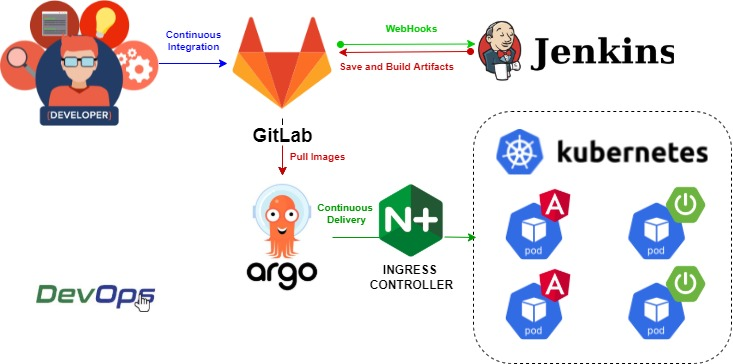 Continuous
Integration
WebHooks
Save and Build Artifacts
Jenkins
{DEVELOPER}
GitLab
Pull Images
kubernetes
Continuous
Delivery
N+
argo
INGRESS
CONTROLLER
pod
pod
pod
pod
DevOps